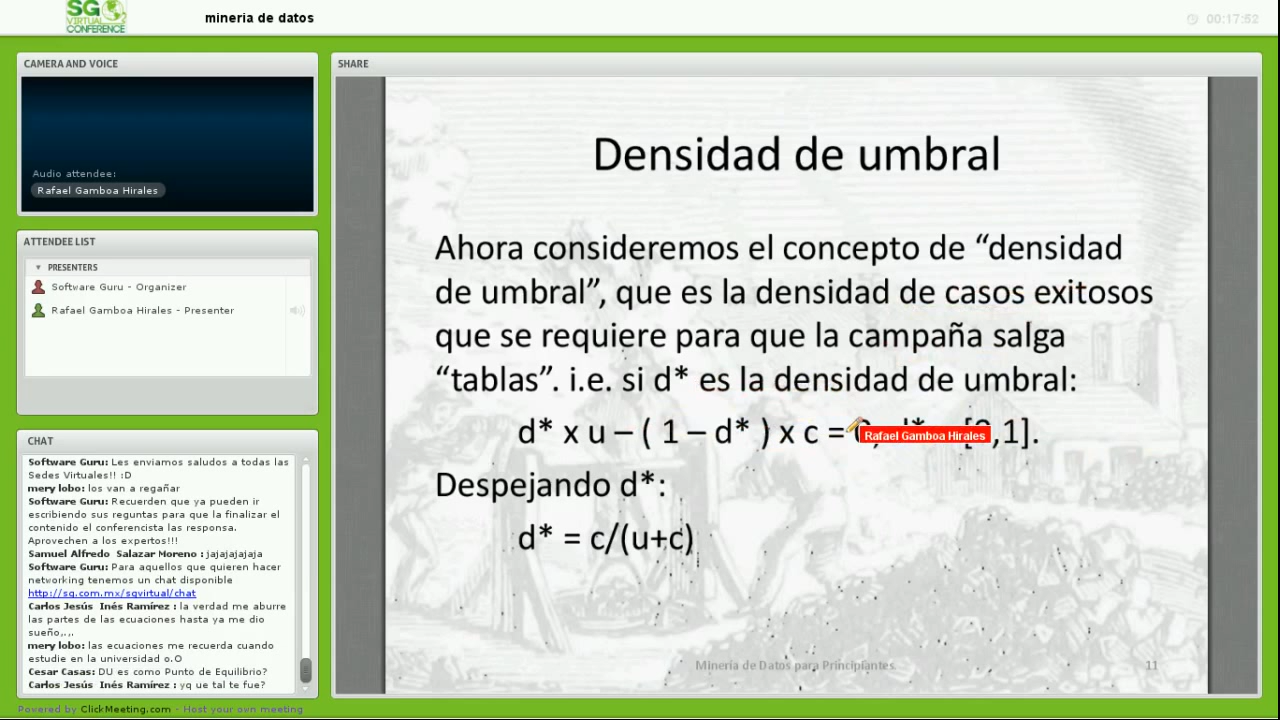 SG
VIRTUAL
CONFERENCE
mineria de datos
00:17:52
CAMERA AND VOICE
Audio attendee:
Rafael Gamboa Hirales
ATTENDEE LIST
PRESENTERS
Software Guru - Organizer
Rafael Gamboa Hirales - Presenter
CHAT
Software Guru: Les enviamos saludos a todas las
Sedes Virtuales!! :D
mery lobo: los van a regañar
Software Guru: Recuerden que ya pueden ir
escribiendo sus reguntas para que la finalizar el
contenido el conferencista las responsa.
Aprovechen a los expertos!!!
Samuel Alfredo Salazar Moreno : jajajajajaja
Software Guru: Para aquellos que quieren hacer
networking tenemos un chat disponible
http://sg.com.mx/sgvirtual/chat
Carlos Jesús Inés Ramírez : la verdad me aburre
las partes de las ecuaciones hasta ya me dio
sueño,.,.
mery lobo: las ecuaciones me recuerda cuando
estudie en la universidad o.O
Cesar Casas: DU es como Punto de Equilibrio?
Carlos Jesús Inés Ramírez : yq ue tal te fue?
SHARE
Densidad de umbral
Ahora consideremos el concepto de “densidad
de umbral”, que es la densidad de casos exitosos
que se requiere para que la campaña salga
“tablas”. i.e. si d* es la densidad de umbral:
d* x u – ( 1 – d* ) x c = ,1].
Rafael Gamboa Hirales
Despejando d*:
d* = c/(u+c)
Mineria de Datos para Principiantes.
11
Powered by ClickMeeting.com - Host your own meeting